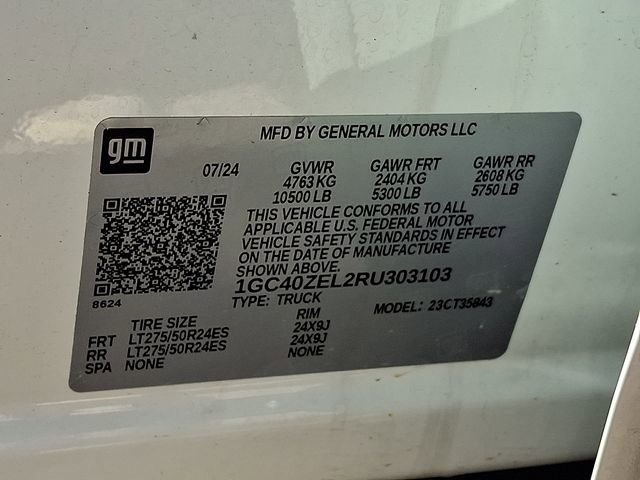 gm
MFD BY GENERAL MOTORS LLC
07/24 GVWR GAWR FRT GAWR RR
4763 KG 2404 KG 2608 KG
10500 LB 5300 LB 5750 LB
THIS VEHICLE CONFORMS TO ALL
APPLICABLE U.S. FEDERAL MOTOR
VEHICLE SAFETY STANDARDS IN EFFECT
ON THE DATE OF MANUFACTURE
SHOWN ABOVE.
1GC40ZEL2RU303103
8624
TYPE: TRUCK MODEL: 23CT35843
TIRE SIZE RIM
FRT LT275/50R24ES 24X9J
RR LT275/50R24ES 24X9J
SPA NONE NONE